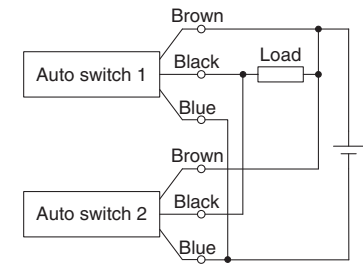 Brown
Auto switch 1
Black
Load
Blue
Brown
Auto switch 2
Black
Blue